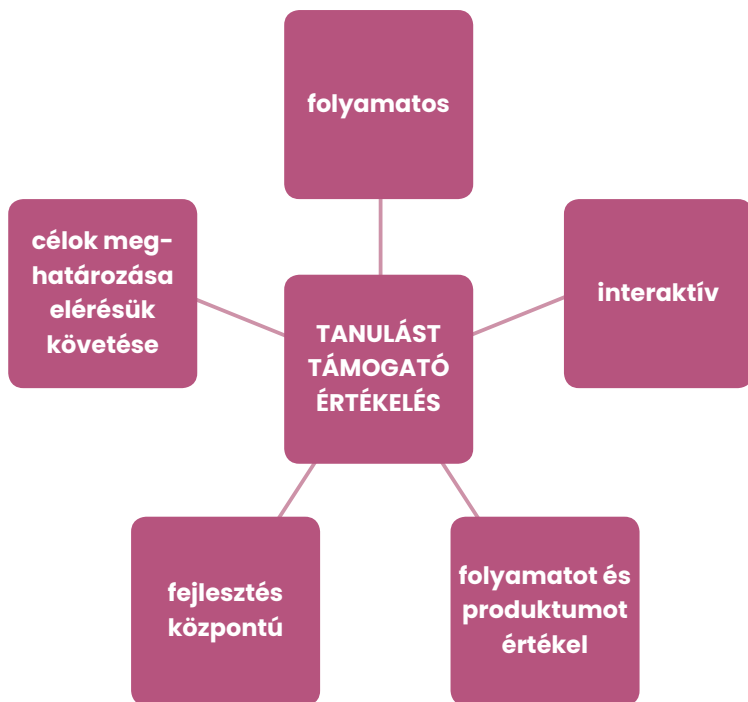 folyamatos
célok meg-
határozása
elérésük
követése
interaktív
TANULÁST
TÁMOGATÓ
ÉRTÉKELÉS
fejlesztés
központú
folyamatot és
produktumot
értékel